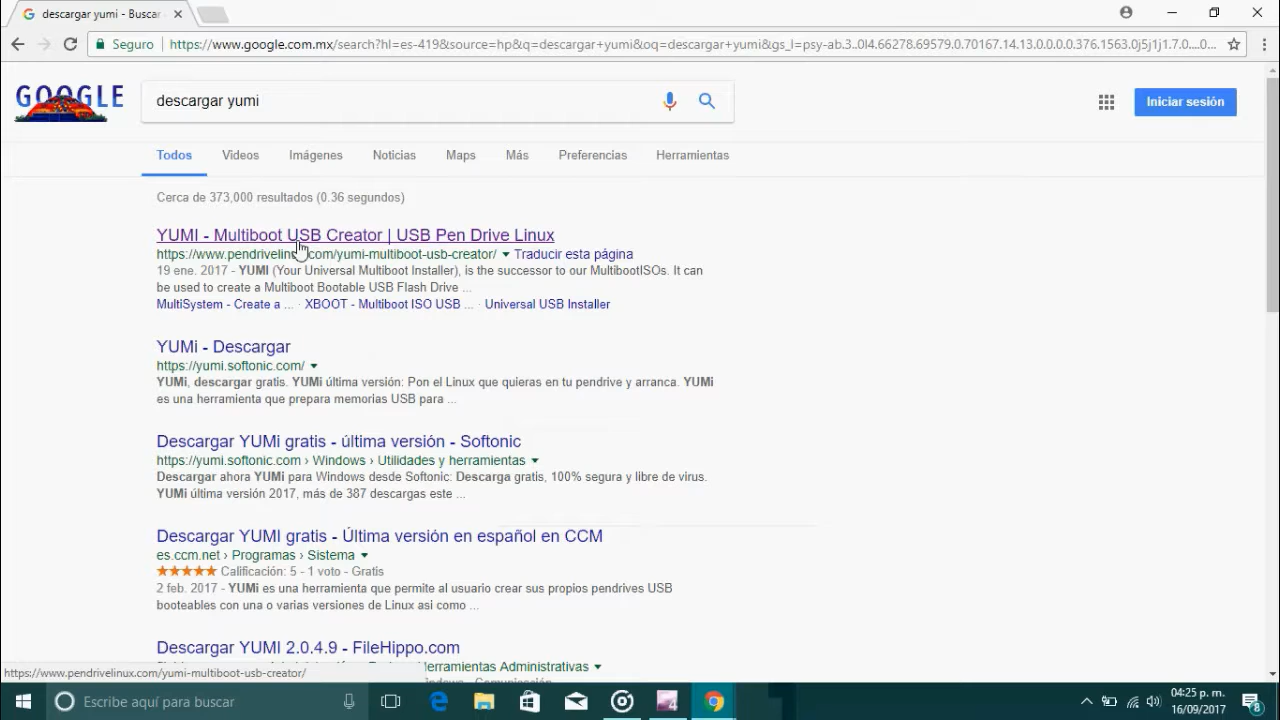 descargar yumi - Buscar
Seguro
https://www.google.com.mx/search?hl=es-419&source=hp&q=descargar+yumi&oq=descargar+yumi&gs_l=psy-ab.3..0l4.66278.69579.0.70167.14.13.0.0.0.0.376.1563.0j5j1j1.7.0....0...
GOOGLE
descargar yumi
Iniciar sesión
Todos Videos Imágenes Noticias Maps Más Preferencias Herramientas
Cerca de 373,000 resultados (0.36 segundos)
YUMI - Multiboot USB Creator | USB Pen Drive Linux
https://www.pendrivelinux.com/yumi-multiboot-usb-creator/ Traducir esta página
19 ene. 2017 - YUMI (Your Universal Multiboot Installer), is the successor to our MultibootISOs. It can
be used to create a Multiboot Bootable USB Flash Drive ...
MultiSystem - Create a ... · XBOOT - Multiboot ISO USB ... · Universal USB Installer
YUMi - Descargar
https://yumi.softonic.com/
YUMi, descargar gratis. YUMi última versión: Pon el Linux que quieras en tu pendrive y arranca. YUMi
es una herramienta que prepara memorias USB para ...
Descargar YUMi gratis - última versión - Softonic
https://yumi.softonic.com › Windows › Utilidades y herramientas
Descargar ahora YUMi para Windows desde Softonic: Descarga gratis, 100% segura y libre de virus.
YUMi última versión 2017, más de 387 descargas este ...
Descargar YUMI gratis - Última versión en español en CCM
es.ccm.net › Programas › Sistema
Calificación: 5 - 1 voto - Gratis
2 feb. 2017 - YUMi es una herramienta que permite al usuario crear sus propios pendrives USB
booteables con una o varias versiones de Linux asi como ...
Descargar YUMI 2.0.4.9 - FileHippo.com
Herramientas Administrativas
https://www.pendrivelinux.com/yumi-multiboot-usb-creator/
Escribe aquí para buscar
04:25 p. m.
16/09/2017
8